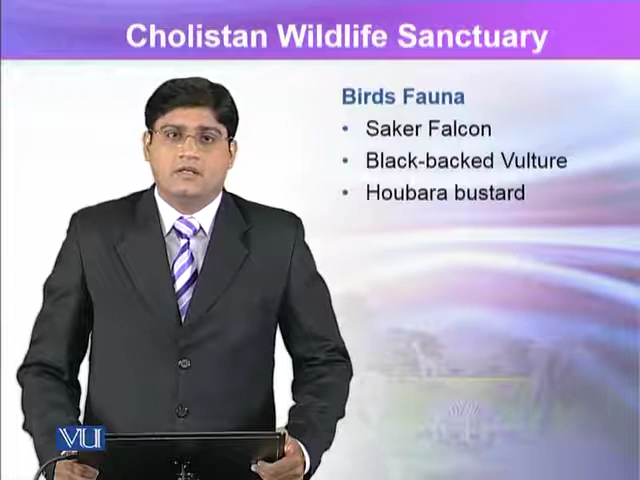 Cholistan Wildlife Sanctuary
Birds Fauna
• Saker Falcon
• Black-backed Vulture
• Houbara bustard
VU